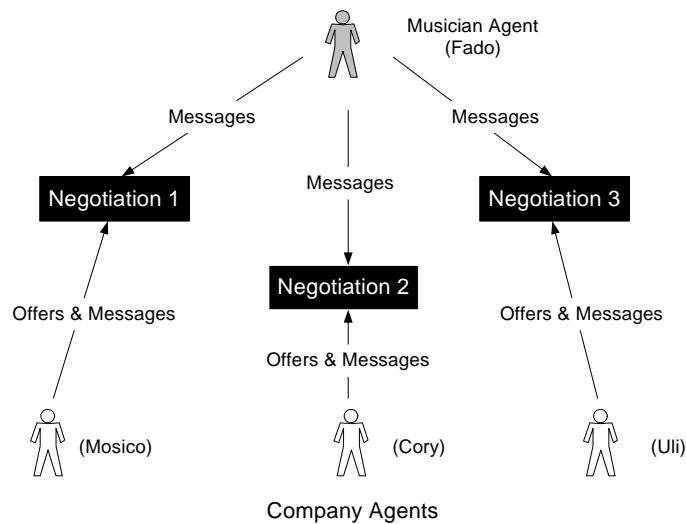 Musician Agent
(Fado)
Messages
Messages
Messages
Negotiation 1
Negotiation 3
Negotiation 2
Offers & Messages
Offers & Messages
Offers & Messages
(Mosico)
(Cory)
(Uli)
Company Agents